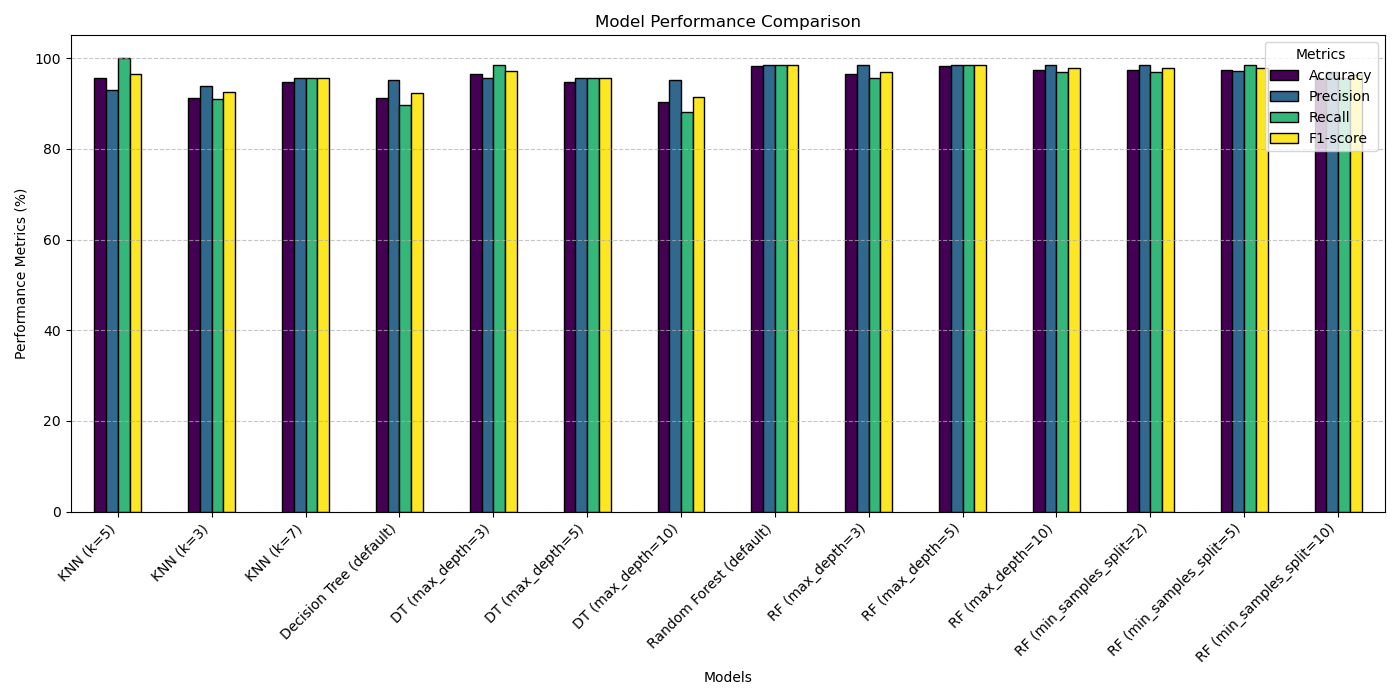 Model Performance Comparison
Performance Metrics (%)
100
80
60
40
20
0
Metrics
Accuracy
Precision
Recall
F1-score
KNN (k=5)
KNN (k=3)
KNN (k=7)
Decision Tree (default)
DT (max_depth=3)
DT (max_depth=5)
DT (max_depth=10)
Random Forest (default)
RF (max_depth=3)
RF (max_depth=5)
RF (max_depth=10)
RF (min_samples_split=2)
RF (min_samples_split=5)
RF (min_samples_split=10)
Models